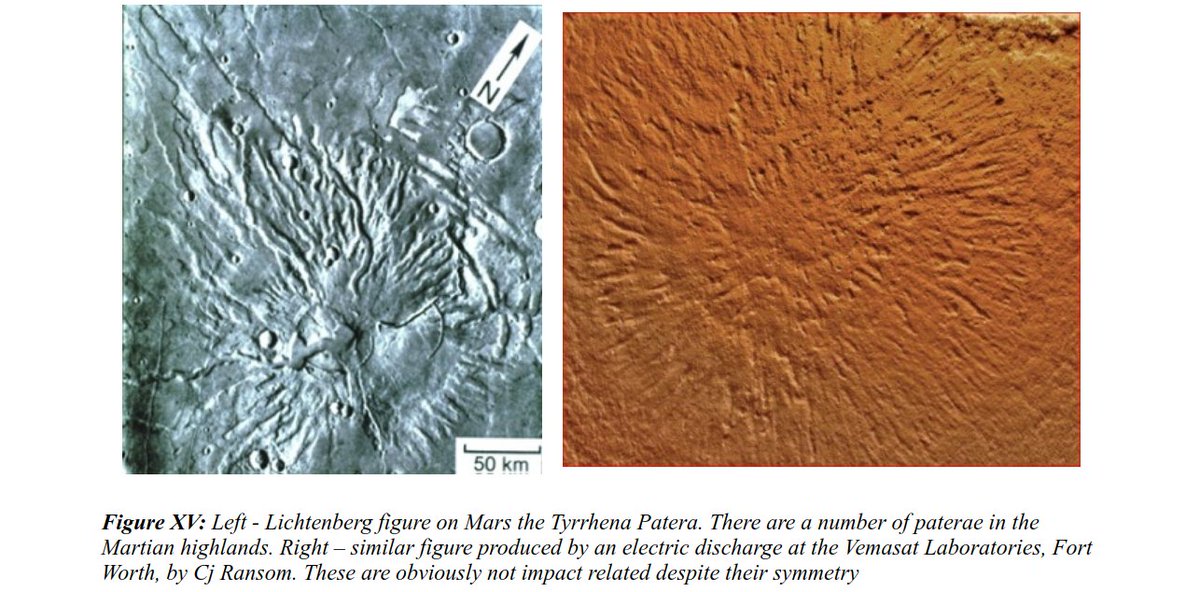 N
50 km
Figure XV: Left - Lichtenberg figure on Mars the Tyrrhena Patera. There are a number of paterae in the
Martian highlands. Right – similar figure produced by an electric discharge at the Vemasat Laboratories, Fort
Worth, by Cj Ransom. These are obviously not impact related despite their symmetry